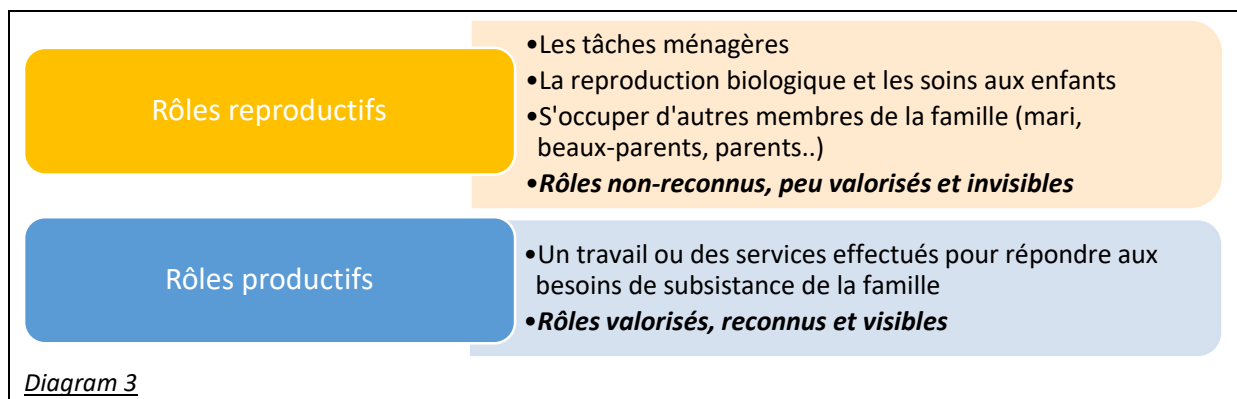 Rôles reproductifs
•Les tâches ménagères
•La reproduction biologique et les soins aux enfants
•S'occuper d'autres membres de la famille (mari,
beaux-parents, parents..)
•Rôles non-reconnus, peu valorisés et invisibles
Rôles productifs
•Un travail ou des services effectués pour répondre aux
besoins de subsistance de la famille
•Rôles valorisés, reconnus et visibles
Diagram 3